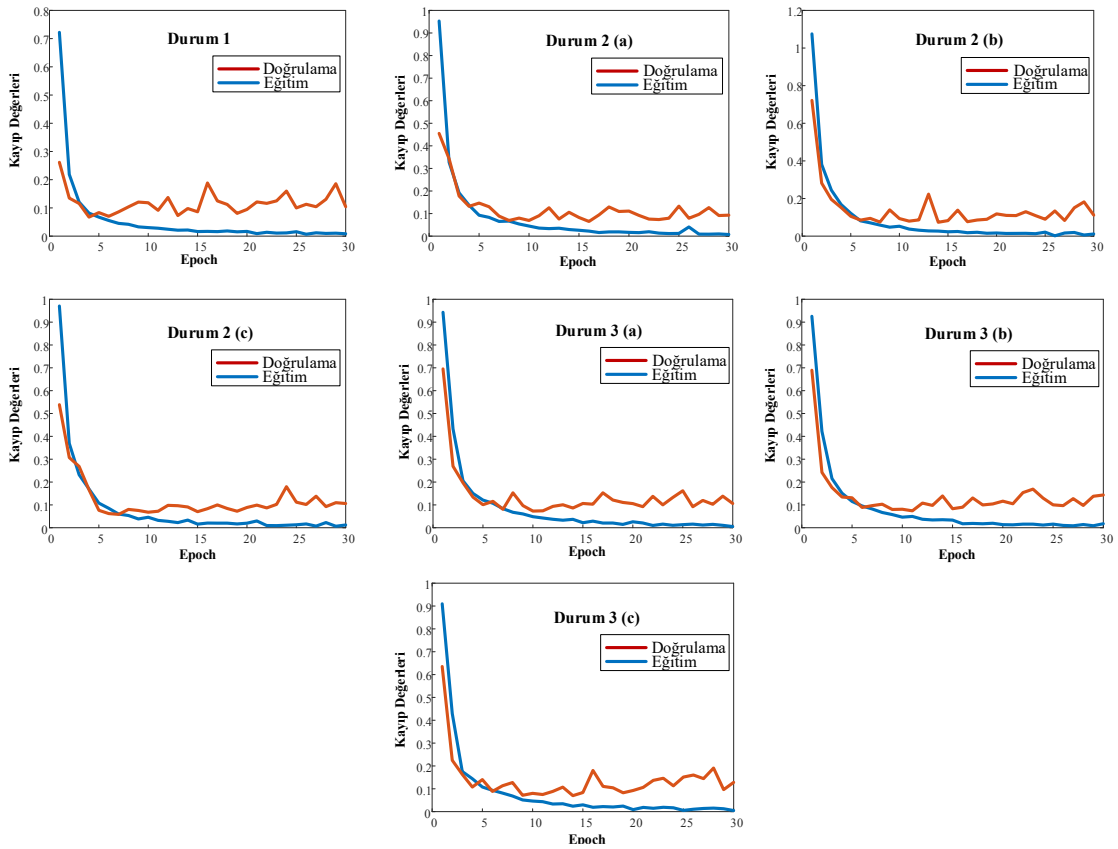 Durum 1
Doğrulama
Eğitim
Kayıp Değerleri
0.8
0.7
0.6
0.5
0.4
0.3
0.2
0.1
0
0 5 10 15 20 25 30
Epoch
Durum 2 (a)
Doğrulama
Eğitim
Kayıp Değerleri
1
0.9
0.8
0.7
0.6
0.5
0.4
0.3
0.2
0.1
0
0 5 10 15 20 25 30
Epoch
Durum 2 (b)
Doğrulama
Eğitim
Kayıp Değerleri
1.2
1
0.8
0.6
0.4
0.2
0
0 5 10 15 20 25 30
Epoch
Durum 2 (c)
Doğrulama
Eğitim
Kayıp Değerleri
1
0.9
0.8
0.7
0.6
0.5
0.4
0.3
0.2
0.1
0
0 5 10 15 20 25 30
Epoch
Durum 3 (a)
Doğrulama
Eğitim
Kayıp Değerleri
1
0.9
0.8
0.7
0.6
0.5
0.4
0.3
0.2
0.1
0
0 5 10 15 20 25 30
Epoch
Durum 3 (b)
Doğrulama
Eğitim
Kayıp Değerleri
1
0.9
0.8
0.7
0.6
0.5
0.4
0.3
0.2
0.1
0
0 5 10 15 20 25 30
Epoch
Durum 3 (c)
Doğrulama
Eğitim
Kayıp Değerleri
1
0.9
0.8
0.7
0.6
0.5
0.4
0.3
0.2
0.1
0
0 5 10 15 20 25 30
Epoch